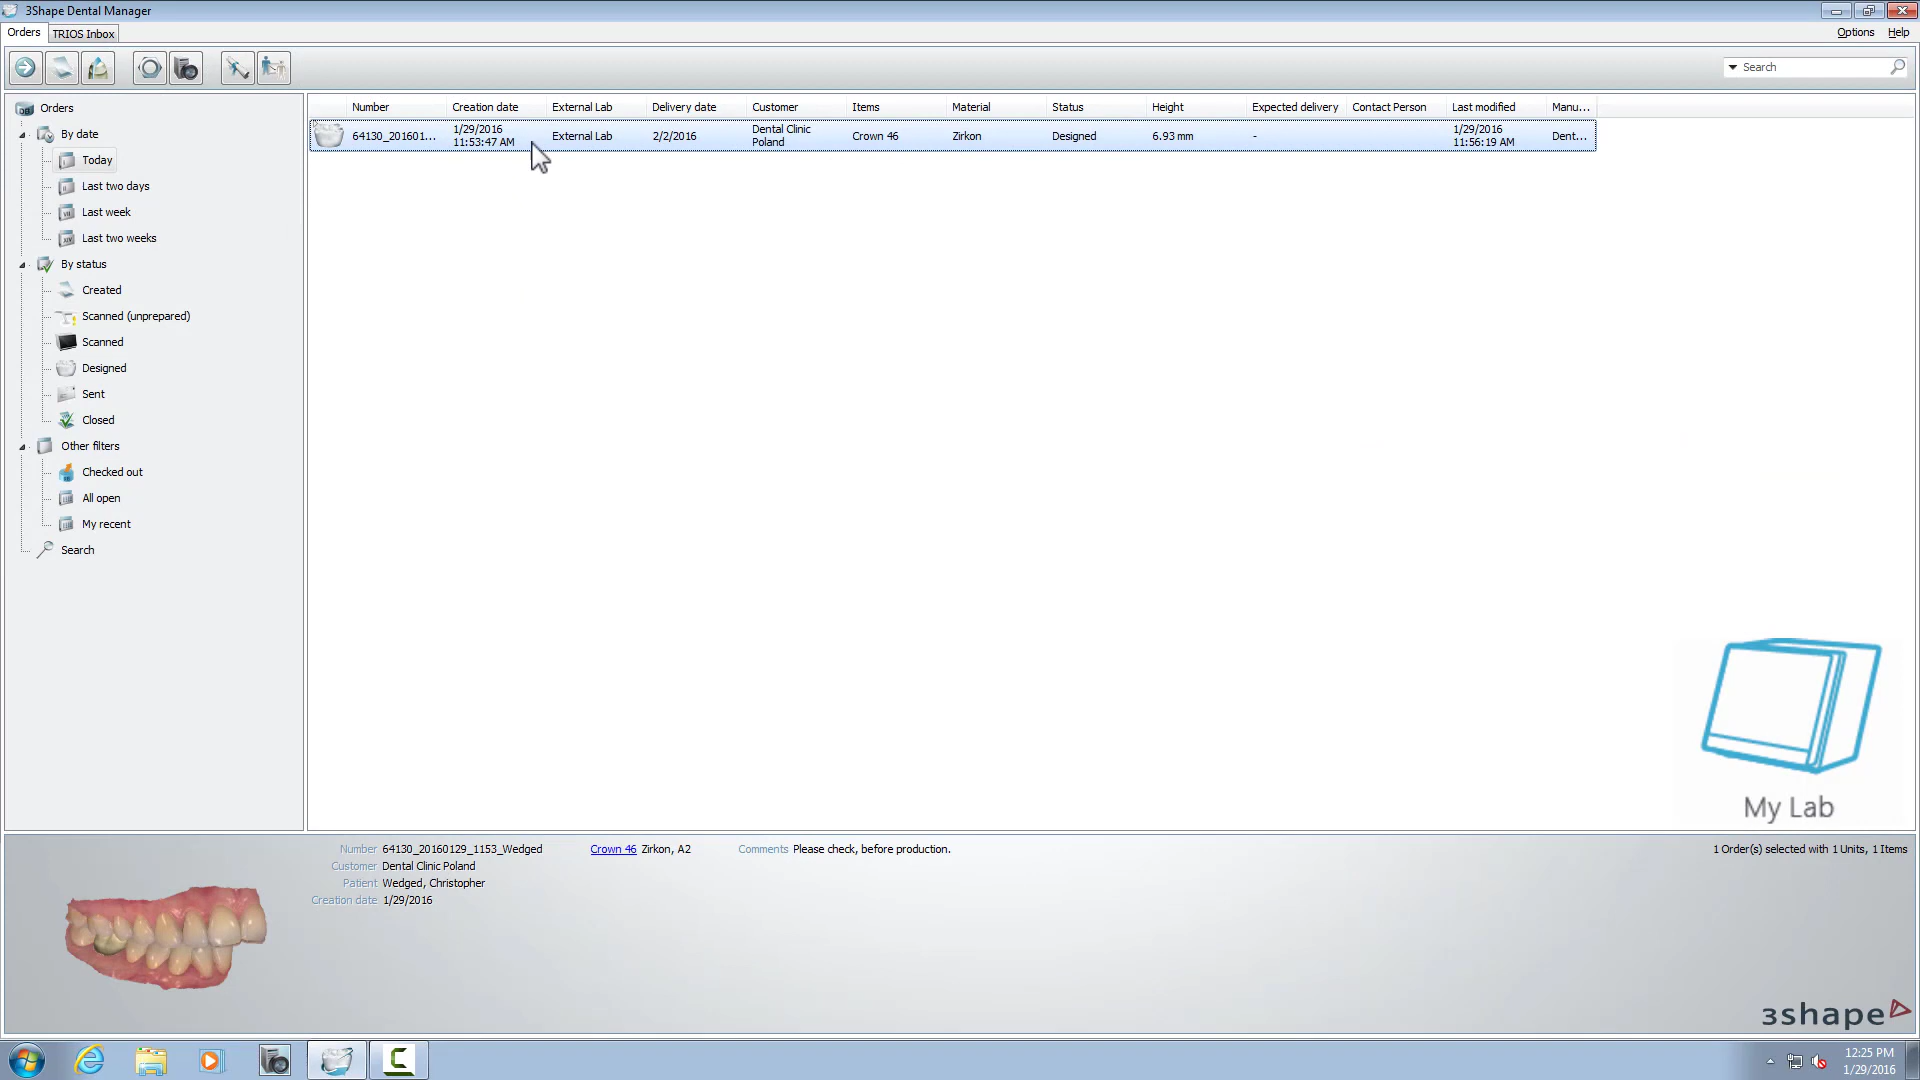 3Shape Dental Manager
Orders TRIOS Inbox
Options Help
Search
Orders
By date
Today
Last two days
Last week
Last two weeks
By status
Created
Scanned (unprepared)
Scanned
Designed
Sent
Closed
Other filters
Checked out
All open
My recent
Search
Number Creation date External Lab Delivery date Customer Items Material Status Height Expected delivery Contact Person Last modified Manu...
64130_201601... 1/29/2016 11:53:47 AM External Lab 2/2/2016 Dental Clinic Poland Crown 46 Zirkon Designed 6.93 mm - 1/29/2016 11:56:19 AM Dent...
My Lab
Number 64130_20160129_1153_Wedged Crown 46 Zirkon, A2 Comments Please check, before production. 1 Order(s) selected with 1 Units, 1 Items
Customer Dental Clinic Poland
Patient Wedged, Christopher
Creation date 1/29/2016
3shape
12:25 PM
1/29/2016